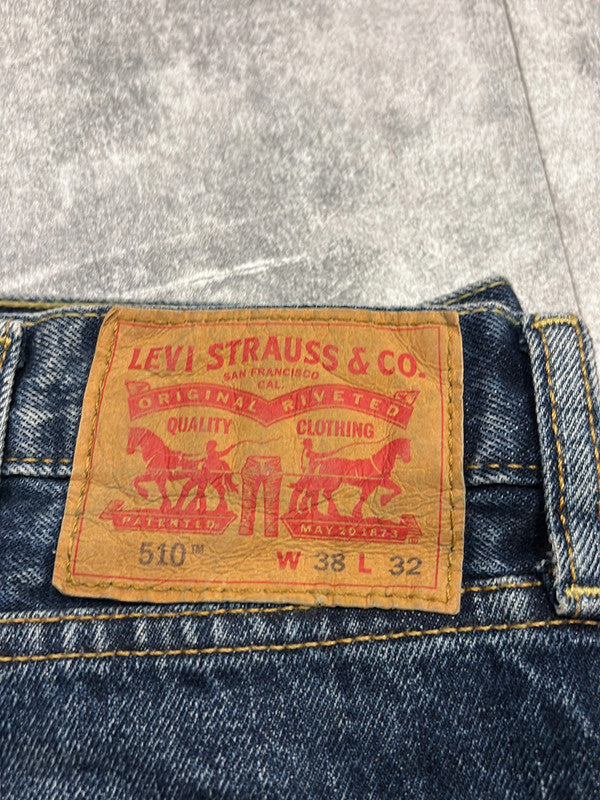 LEVI STRAUSS & CO.
SAN FRANCISCO
CAL.
ORIGINAL RIVETED
QUALITY CLOTHING
PATENTED MAY 20 1873
510™ W 38 L 32